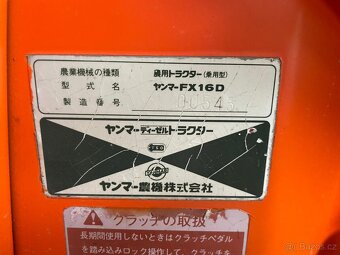 農業機械の種類 農用トラクター(乗用型)
型式名 ヤンマーFX16D
製造番号 00645
ヤンマーディーゼルトラクター
ヤンマー農機株式会社
クラッチの取扱
長期間使用しないときはクラッチペダル
を踏み込みロック操作して、クラ